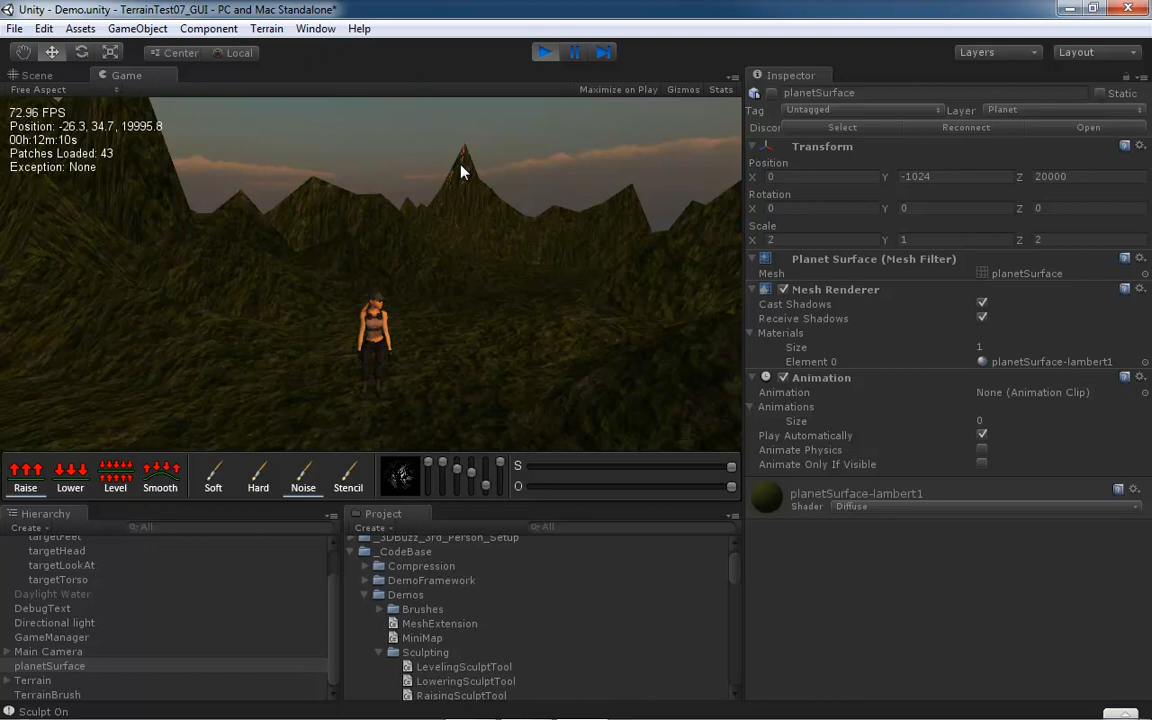 Unity - Demo.unity - TerrainTest07_GUI - PC and Mac Standalone*
File Edit Assets GameObject Component Terrain Window Help
Center Local Layers Layout
Scene Game
Free Aspect Maximize on Play Gizmos Stats
72.96 FPS
Position: -26.3, 34.7, 19995.8
00h:12m:10s
Patches Loaded: 43
Exception: None
Raise Lower Level Smooth Soft Hard Noise Stencil S O
Hierarchy
Create All
targetFeet
targetHead
targetLookAt
targetTorso
Daylight Water
DebugText
Directional light
GameManager
Main Camera
planetSurface
Terrain
TerrainBrush
Sculpt On
Project
Create All
_3DBuzz_3rd_Person_Setup
_CodeBase
Compression
DemoFramework
Demos
Brushes
MeshExtension
MiniMap
Sculpting
LevelingSculptTool
LoweringSculptTool
RaisingSculptTool
Inspector
planetSurface Static
Tag Untagged Layer Planet
Discor Select Reconnect Open
Transform
Position
X 0 Y -1024 Z 20000
Rotation
X 0 Y 0 Z 0
Scale
X 2 Y 1 Z 2
Planet Surface (Mesh Filter)
Mesh planetSurface
Mesh Renderer
Cast Shadows
Receive Shadows
Materials
Size 1
Element 0 planetSurface-lambert1
Animation
Animation None (Animation Clip)
Animations
Size 0
Play Automatically
Animate Physics
Animate Only If Visible
planetSurface-lambert1
Shader Diffuse